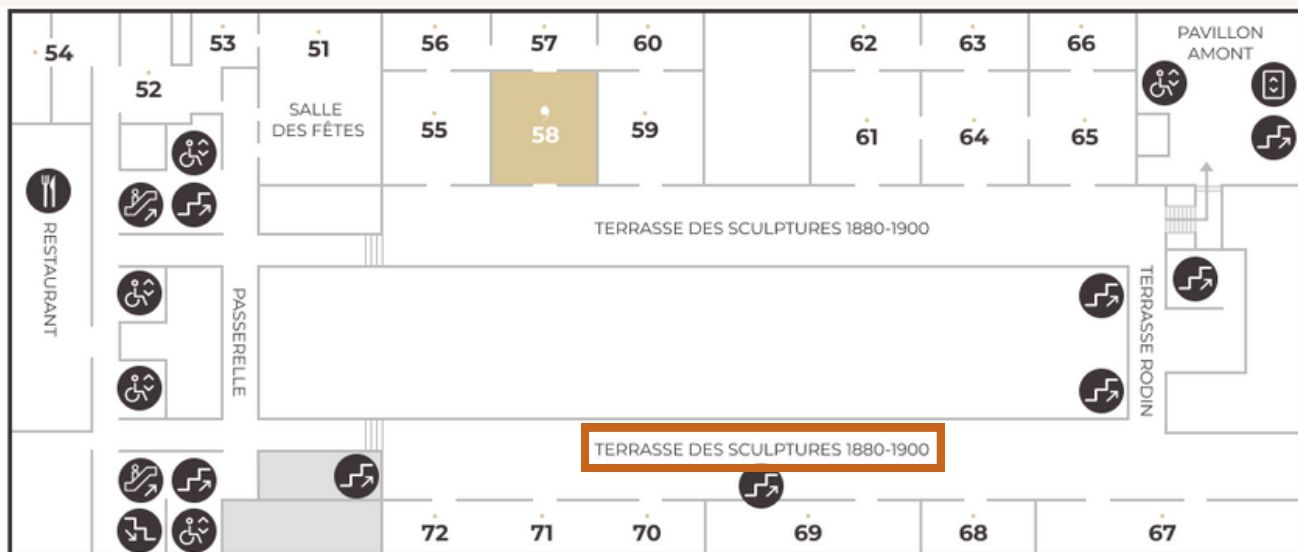 54
53
51
56
57
60
62
63
66
PAVILLON
AMONT
52
SALLE
DES FÊTES
55
58
59
61
64
65
RESTAURANT
TERRASSE DES SCULPTURES 1880-1900
PASSERELLE
TERRASSE RODIN
TERRASSE DES SCULPTURES 1880-1900
72
71
70
69
68
67